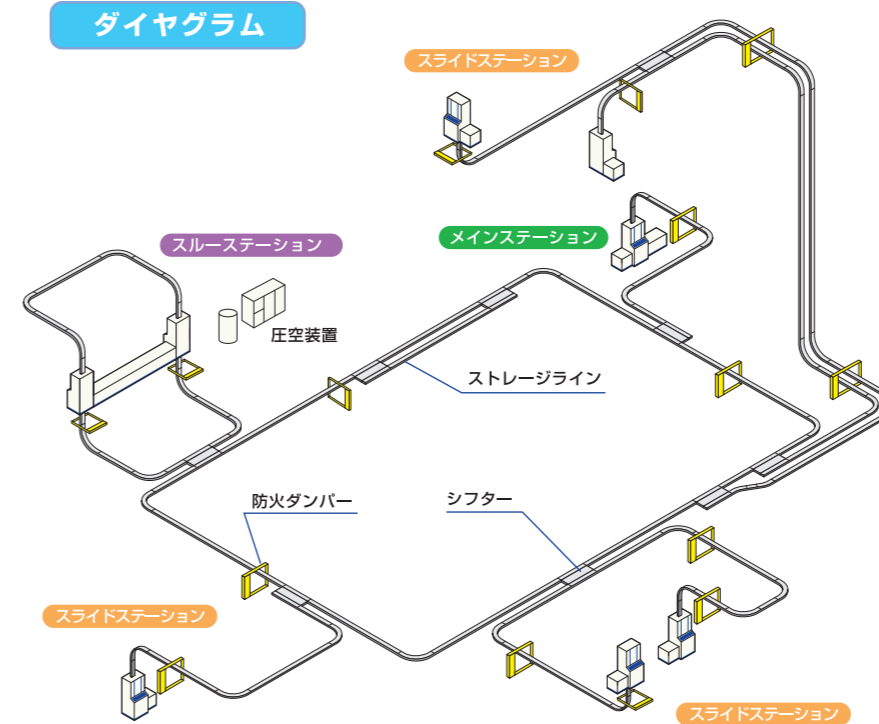 ダイヤグラム
スライドステーション
メインステーション
スルーステーション
圧空装置
ストレージライン
防火ダンパー
シフター
スライドステーション
スライドステーション